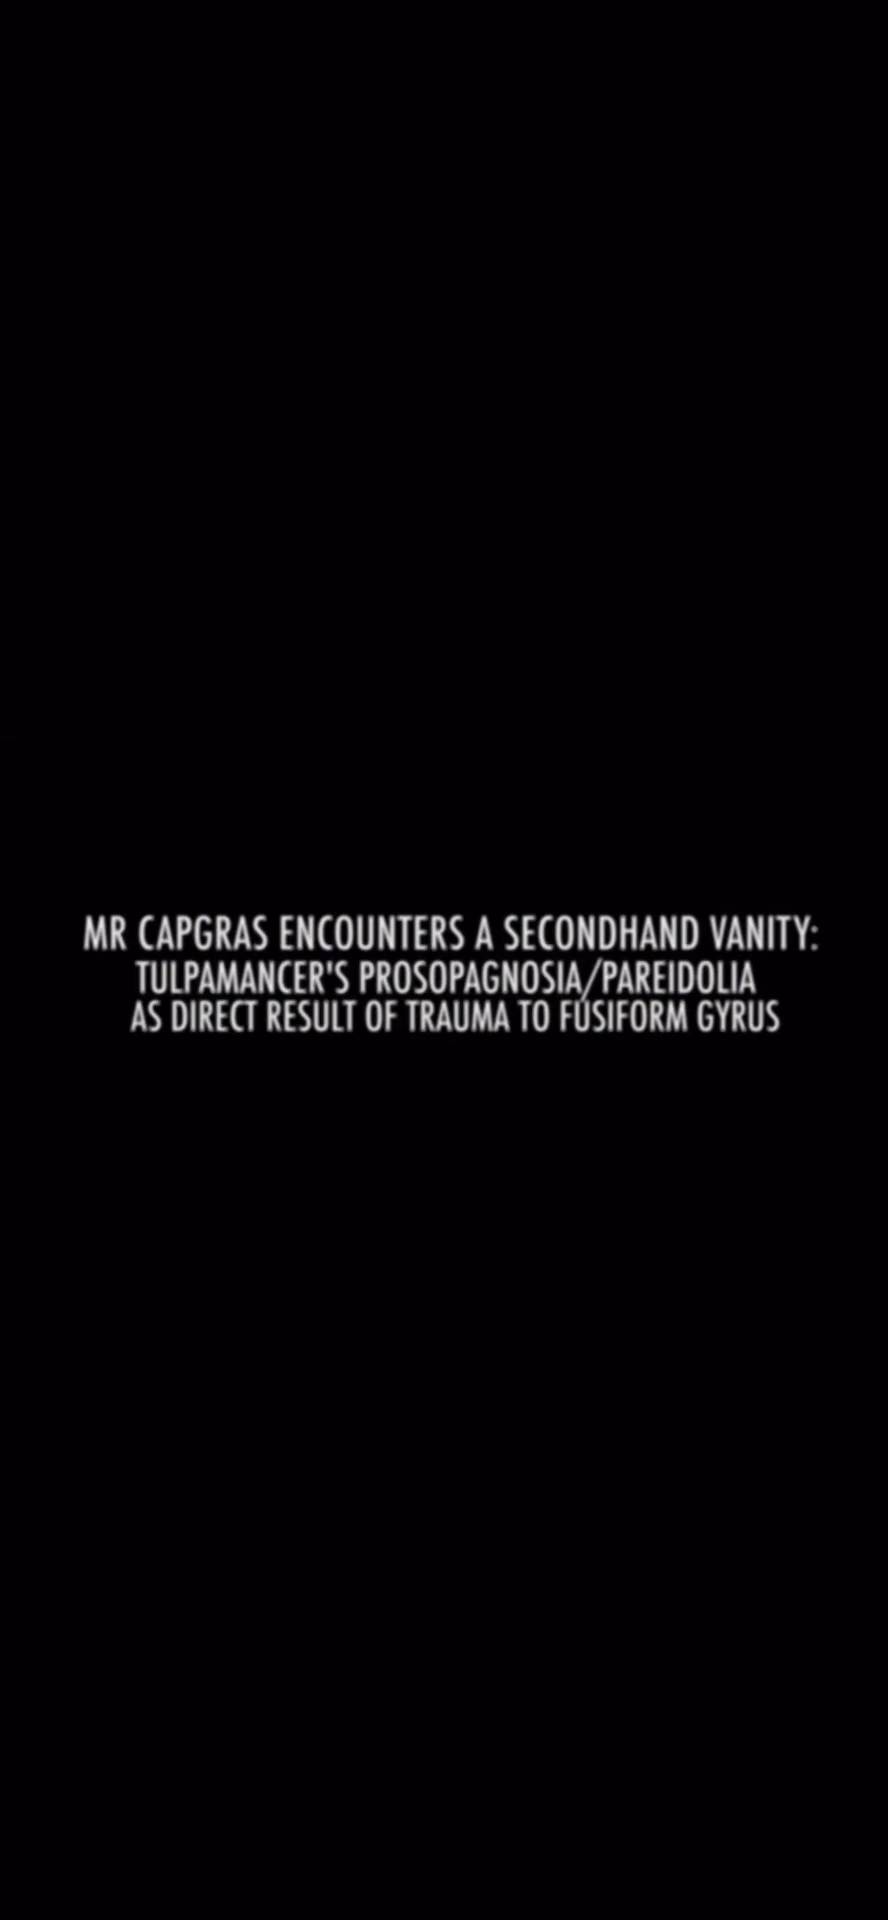 MR CAPGRAS ENCOUNTERS A SECONDHAND VANITY:
TULPAMANCER'S PROSOPAGNOSIA/PAREIDOLIA
AS DIRECT RESULT OF TRAUMA TO FUSIFORM GYRUS